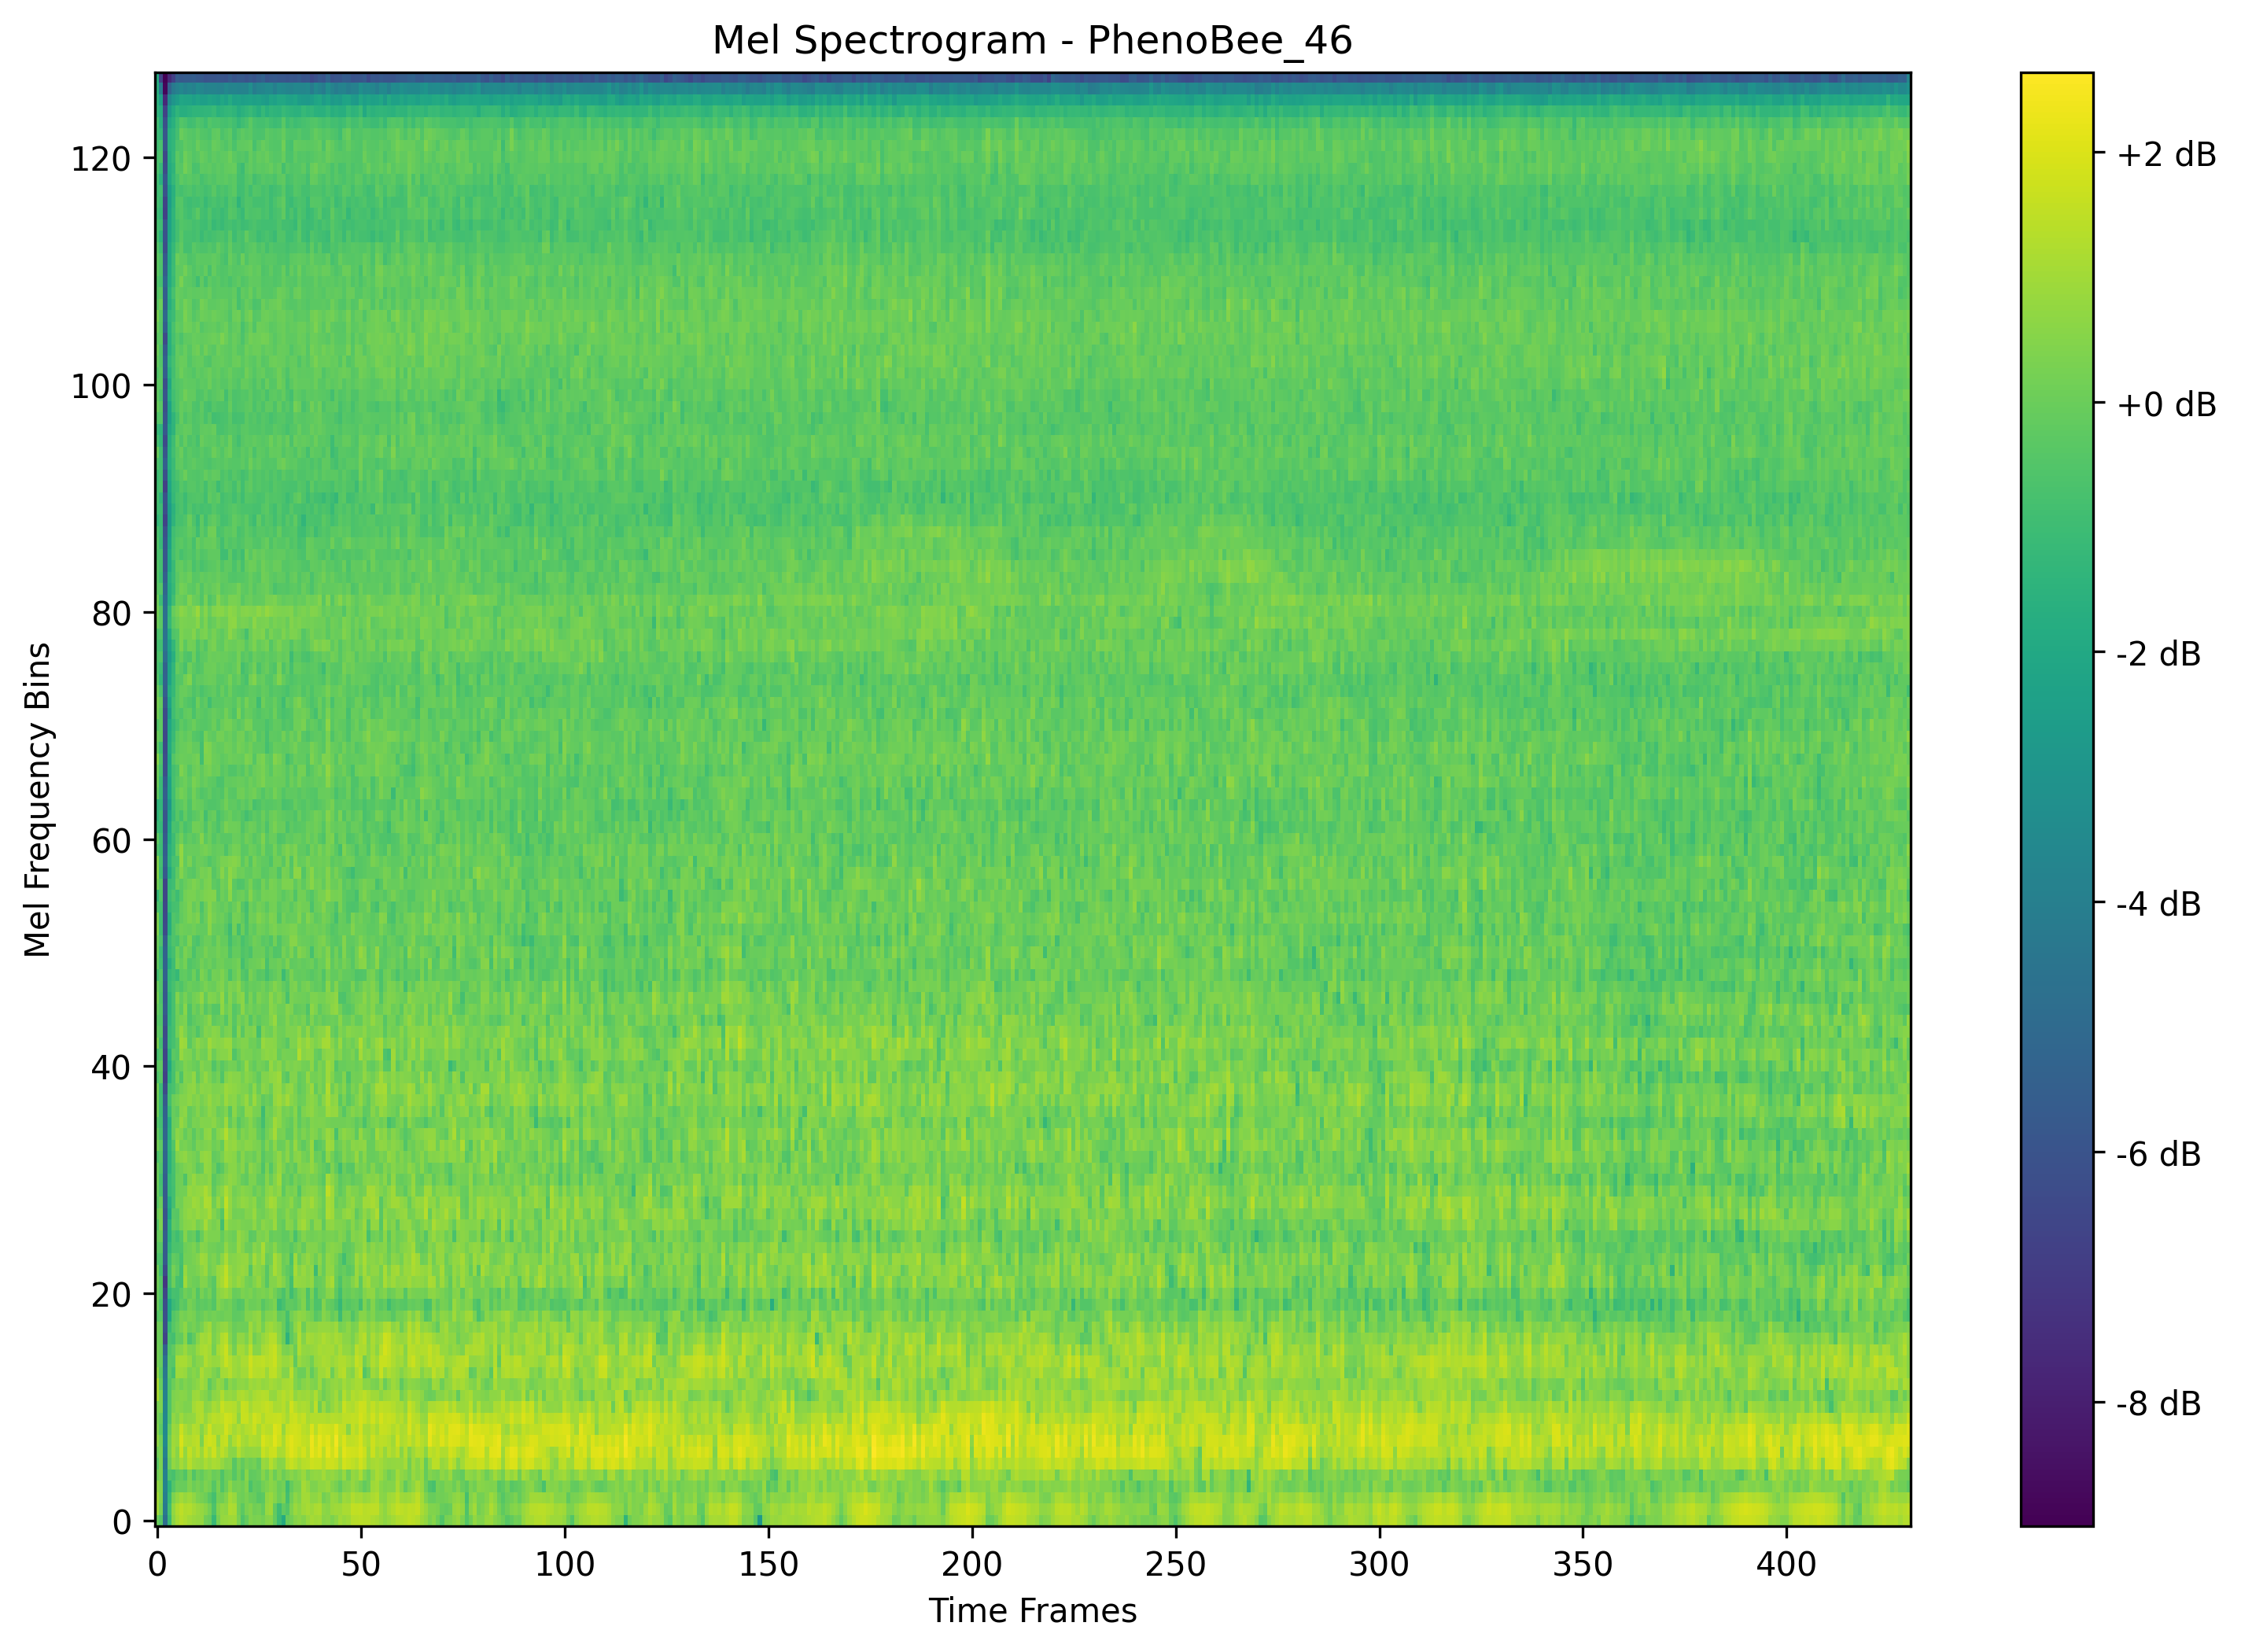 Mel Spectrogram - PhenoBee_46
Mel Frequency Bins
120
100
80
60
40
20
0
0 50 100 150 200 250 300 350 400
Time Frames
+2 dB
+0 dB
-2 dB
-4 dB
-6 dB
-8 dB